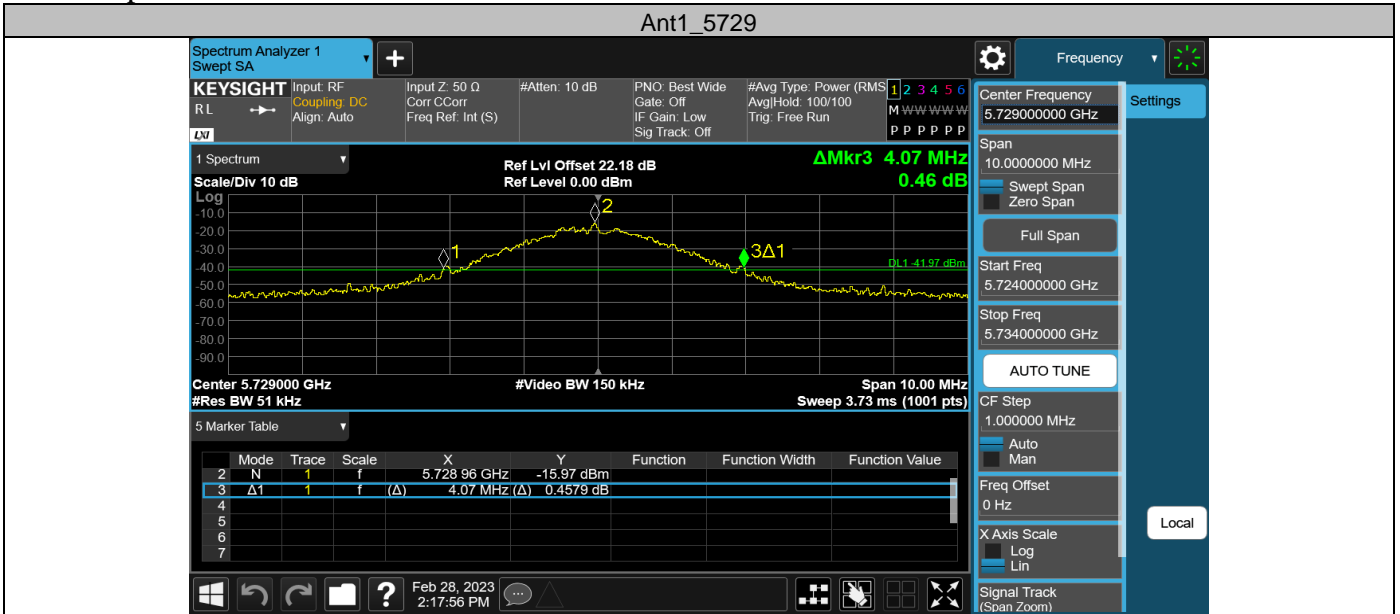 Ant1_5729
Spectrum Analyzer 1
Swept SA
Frequency
KEYSIGHT
RL
LXI
Input: RF
Coupling: DC
Align: Auto
Input Z: 50 Ω
Corr CCorr
Freq Ref: Int (S)
#Atten: 10 dB
PNO: Best Wide
Gate: Off
IF Gain: Low
Sig Track: Off
#Avg Type: Power (RMS
Avg|Hold: 100/100
Trig: Free Run
1 2 3 4 5 6
M W W W W W
P P P P P P
1 Spectrum
Scale/Div 10 dB
Ref Lvl Offset 22.18 dB
Ref Level 0.00 dBm
ΔMkr3 4.07 MHz
0.46 dB
Log
-10.0
-20.0
-30.0
-40.0
-50.0
-60.0
-70.0
-80.0
-90.0
1
2
3Δ1
DL1 -41.97 dBm
Center 5.729000 GHz
#Video BW 150 kHz
Span 10.00 MHz
#Res BW 51 kHz
Sweep 3.73 ms (1001 pts)
5 Marker Table
Mode Trace Scale X Y Function Function Width Function Value
2 N 1 f 5.728 96 GHz -15.97 dBm
3 Δ1 1 f (Δ) 4.07 MHz (Δ) 0.4579 dB
4
5
6
7
Feb 28, 2023
2:17:56 PM
Center Frequency
5.729000000 GHz
Span
10.0000000 MHz
Swept Span
Zero Span
Full Span
Start Freq
5.724000000 GHz
Stop Freq
5.734000000 GHz
AUTO TUNE
CF Step
1.000000 MHz
Auto
Man
Freq Offset
0 Hz
X Axis Scale
Log
Lin
Signal Track
(Span Zoom)
Settings
Local